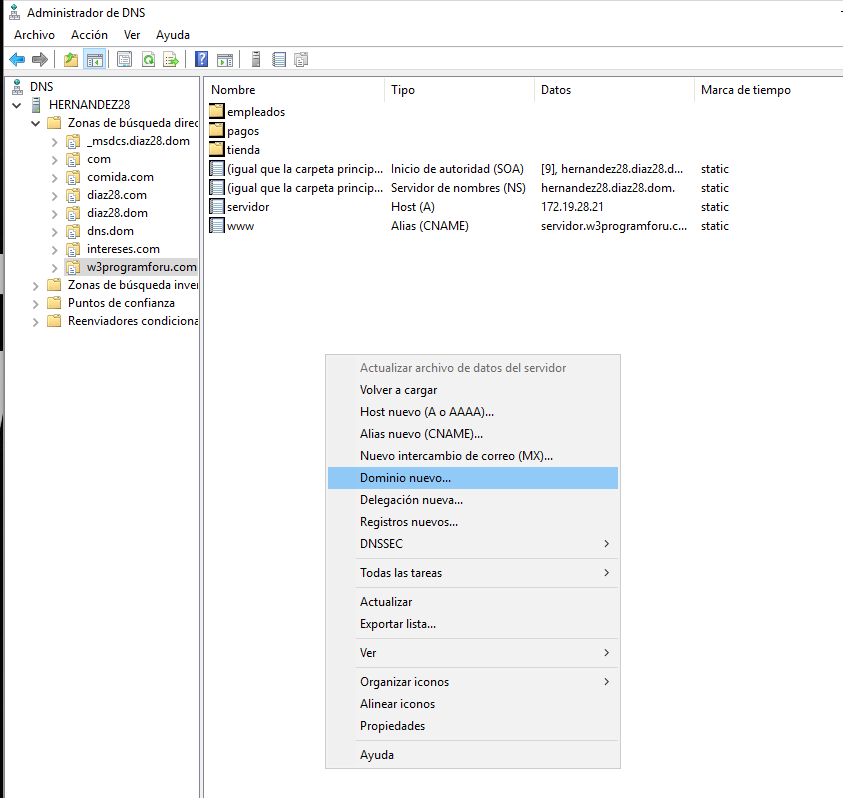 Administrador de DNS
Archivo Acción Ver Ayuda
DNS
HERNANDEZ28
Zonas de búsqueda direc
_msdcs.diaz28.dom
com
comida.com
diaz28.com
diaz28.dom
dns.dom
intereses.com
w3programforu.com
Zonas de búsqueda inver
Puntos de confianza
Reenviadores condiciona
Nombre Tipo Datos Marca de tiempo
empleados
pagos
tienda
(igual que la carpeta princip... Inicio de autoridad (SOA) [9], hernandez28.diaz28.d... static
(igual que la carpeta princip... Servidor de nombres (NS) hernandez28.diaz28.dom. static
servidor Host (A) 172.19.28.21 static
www Alias (CNAME) servidor.w3programforu.c... static
Actualizar archivo de datos del servidor
Volver a cargar
Host nuevo (A o AAAA)...
Alias nuevo (CNAME)...
Nuevo intercambio de correo (MX)...
Dominio nuevo...
Delegación nueva...
Registros nuevos...
DNSSEC
Todas las tareas
Actualizar
Exportar lista...
Ver
Organizar iconos
Alinear iconos
Propiedades
Ayuda